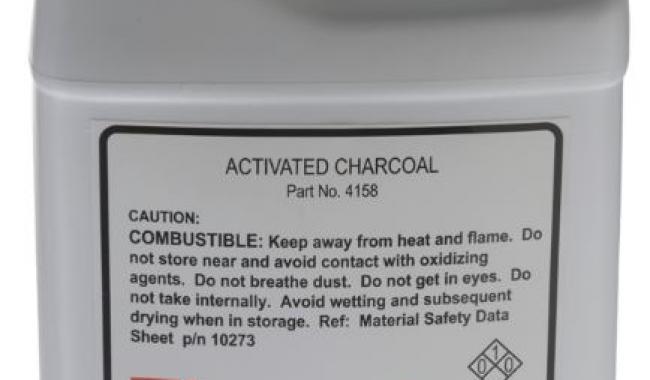 ACTIVATED CHARCOAL
Part No. 4158
CAUTION:
COMBUSTIBLE: Keep away from heat and flame. Do
not store near and avoid contact with oxidizing
agents. Do not breathe dust. Do not get in eyes. Do
not take internally. Avoid wetting and subsequent
drying when in storage. Ref: Material Safety Data
Sheet p/n 10273
1
0 0